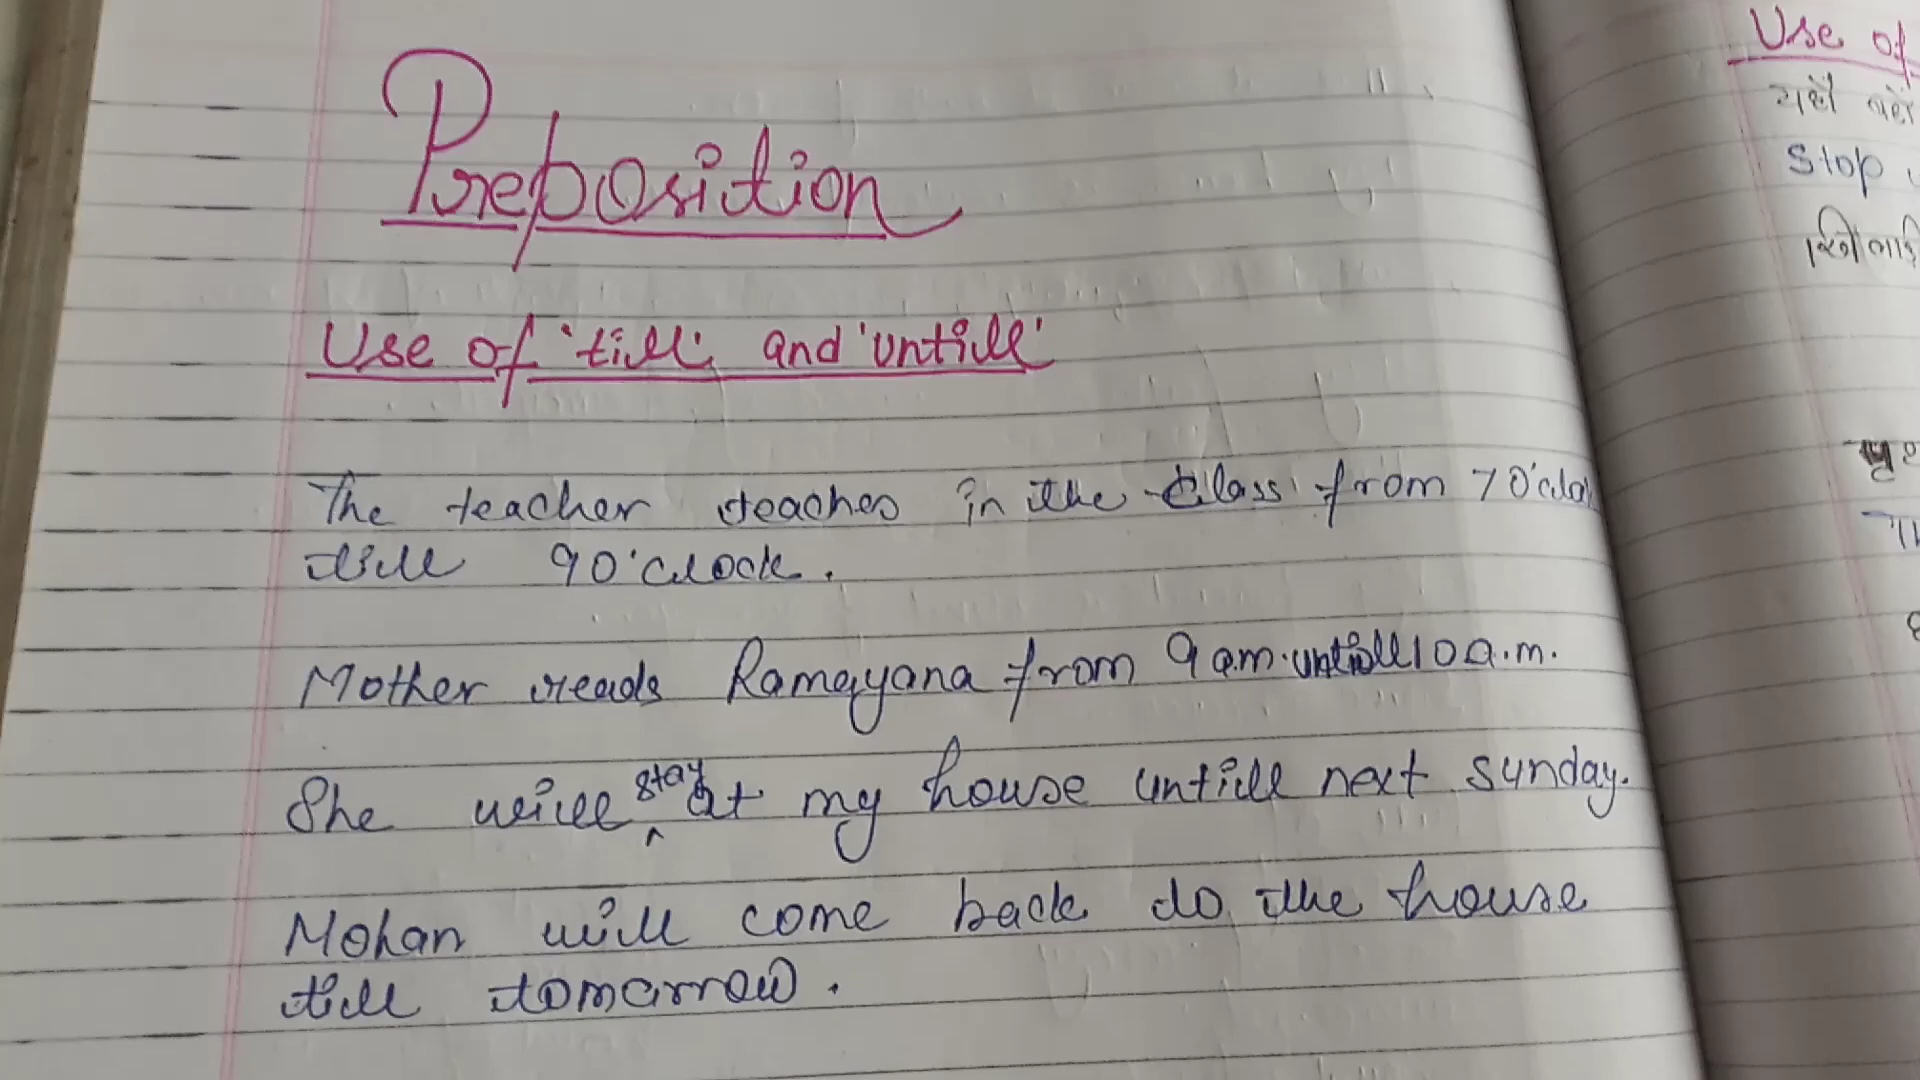 Preposition
Use of 'till' and 'untill'
The teacher teaches in the class from 7 O'cloc
till 9 O'clock.
Mother reads Ramayana from 9 a.m. untill 10 a.m.
She will stay at my house untill next sunday.
Mohan will come back to the house
till tomorrow.
Use of
यहाँ
Stop